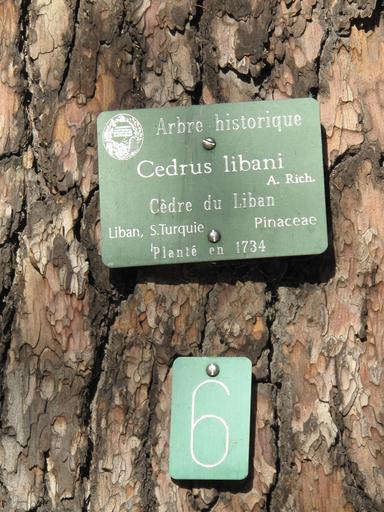 Arbre historique
Cedrus libani
A. Rich.
Cèdre du Liban
Liban, S.Turquie Pinaceae
Planté en 1734
6